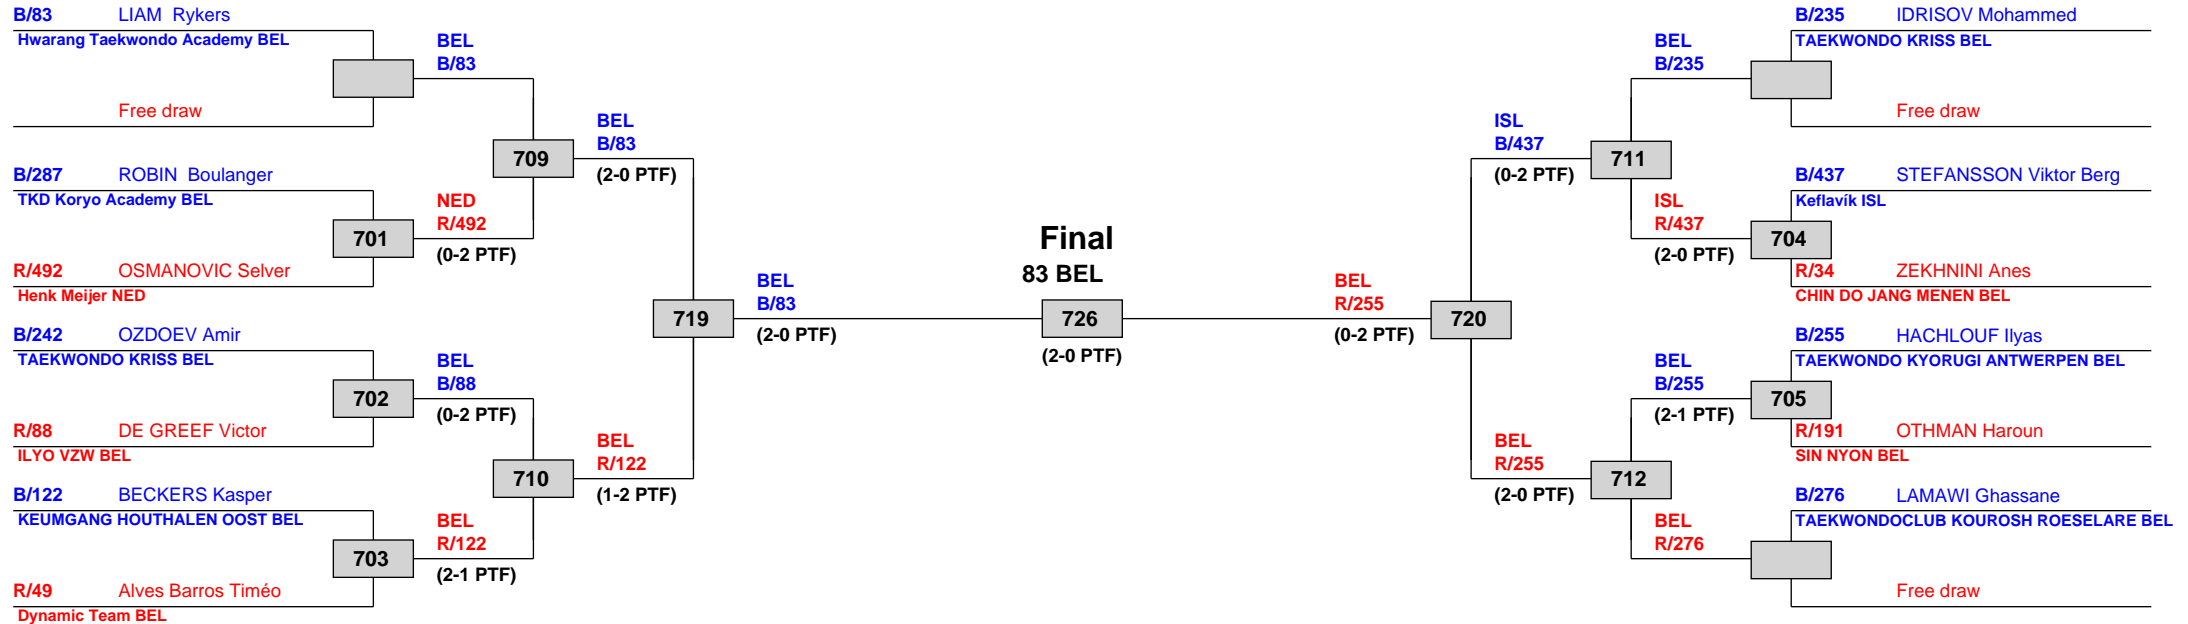 B/83 LIAM Rykers
Hwarang Taekwondo Academy BEL
Free draw
B/287 ROBIN Boulanger
TKD Koryo Academy BEL
701
R/492 OSMANOVIC Selver
Henk Meijer NED
B/242 OZDOEV Amir
TAEKWONDO KRISS BEL
702
R/88 DE GREEF Victor
ILYO VZW BEL
B/122 BECKERS Kasper
KEUMGANG HOUTHALEN OOST BEL
703
R/49 Alves Barros Timéo
Dynamic Team BEL
BEL
B/83
709
NED
R/492
(0-2 PTF)
BEL
B/88
(0-2 PTF)
710
BEL
R/122
(2-1 PTF)
BEL
B/83
(2-0 PTF)
719
BEL
R/122
(1-2 PTF)
BEL
B/83
(2-0 PTF)
Final
83 BEL
726
(2-0 PTF)
BEL
R/255
(0-2 PTF)
720
ISL
B/437
(0-2 PTF)
711
BEL
R/255
(2-0 PTF)
712
BEL
B/235
ISL
R/437
(2-0 PTF)
BEL
B/255
(2-1 PTF)
BEL
R/276
B/235 IDRISOV Mohammed
TAEKWONDO KRISS BEL
Free draw
B/437 STEFANSSON Viktor Berg
Keflavík ISL
704
R/34 ZEKHNINI Anes
CHIN DO JANG MENEN BEL
B/255 HACHLOUF Ilyas
TAEKWONDO KYORUGI ANTWERPEN BEL
705
R/191 OTHMAN Haroun
SIN NYON BEL
B/276 LAMAWI Ghassane
TAEKWONDOCLUB KOUROSH ROESELARE BEL
Free draw